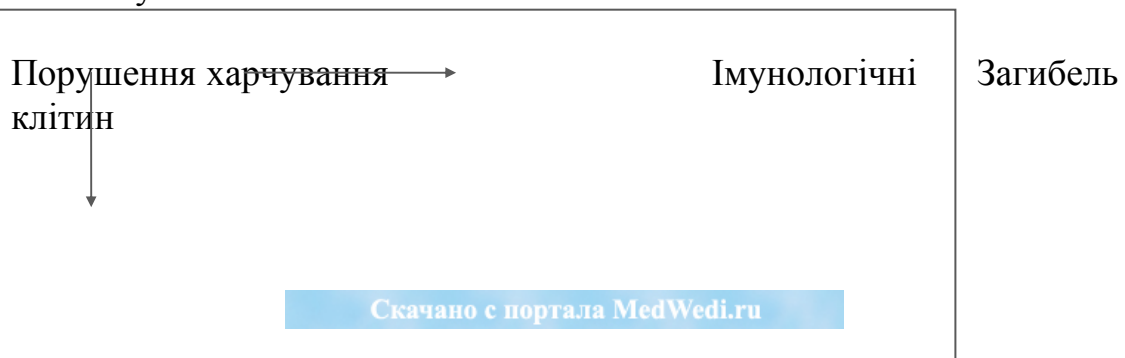 Порушення харчування Імунологічні Загибель
клітин
Скачано с портала MedWedi.ru